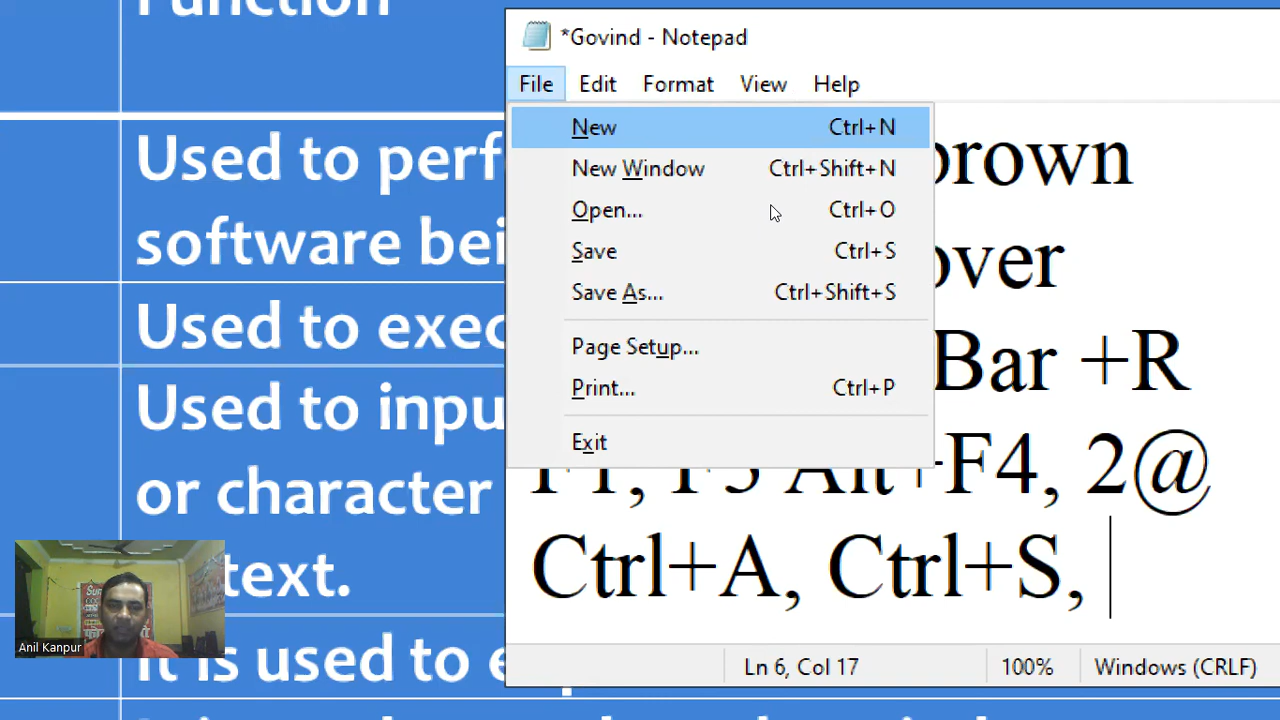 Function
Used to perf
software bei
Used to exec
Used to inpu
or character
text.
It is used to e
*Govind - Notepad
File Edit Format View Help
New Ctrl+N
New Window Ctrl+Shift+N
Open... Ctrl+O
Save Ctrl+S
Save As... Ctrl+Shift+S
Page Setup...
Print... Ctrl+P
Exit
brown
over
Bar +R
F1, F5 Alt+F4, 2@
Ctrl+A, Ctrl+S,
Ln 6, Col 17 100% Windows (CRLF)
Anil Kanpur